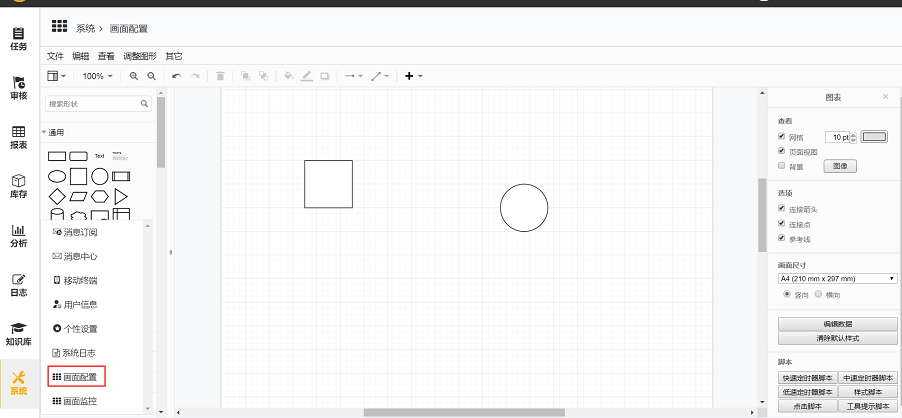 系统 › 画面配置
文件 编辑 查看 调整图形 其它
100%
任务
审核
报表
库存
分析
日志
知识库
系统
搜索形状
通用
Text
消息订阅
消息中心
移动终端
用户信息
个性设置
系统日志
画面配置
画面监控
图表
查看
网格 10 pt
页面视图
背景 图像
选项
连接箭头
连接点
参考线
画面尺寸
A4 (210 mm x 297 mm)
竖向 横向
编辑数据
清除默认样式
脚本
快速定时器脚本 中速定时器脚本
低速定时器脚本 样式脚本
点击脚本 工具提示脚本